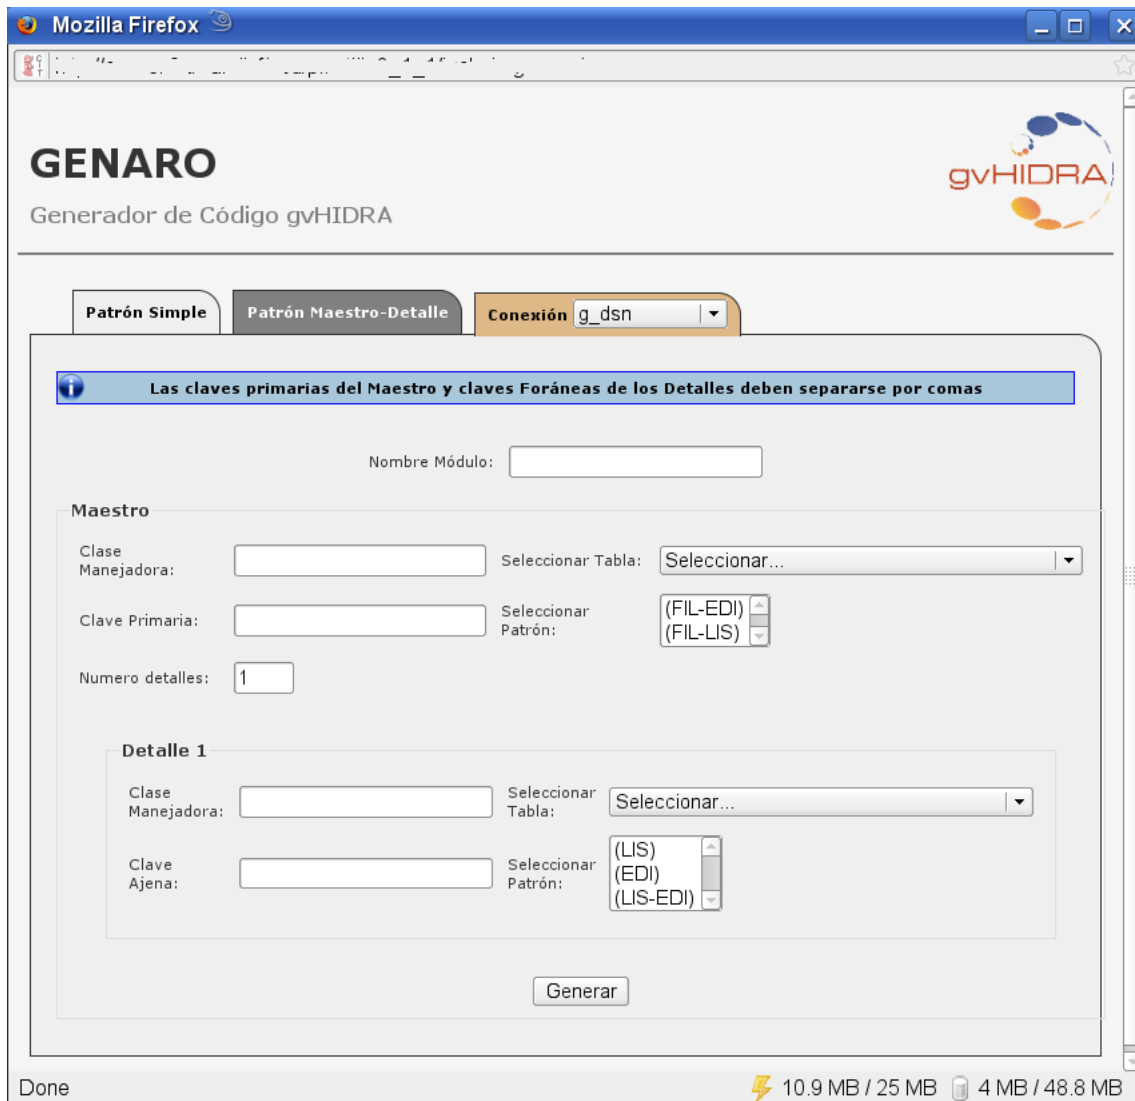 Mozilla Firefox
GENARO
gvHIDRA
Generador de Código gvHIDRA
Patrón Simple
Patrón Maestro-Detalle
Conexión g_dsn
Las claves primarias del Maestro y claves Foráneas de los Detalles deben separarse por comas
Nombre Módulo:
Maestro
Clase
Manejadora:
Seleccionar Tabla: Seleccionar...
Clave Primaria:
Seleccionar
Patrón:
(FIL-EDI)
(FIL-LIS)
Numero detalles: 1
Detalle 1
Clase
Manejadora:
Seleccionar
Tabla:
Seleccionar...
Clave
Ajena:
Seleccionar
Patrón:
(LIS)
(EDI)
(LIS-EDI)
Generar
Done
10.9 MB / 25 MB
4 MB / 48.8 MB